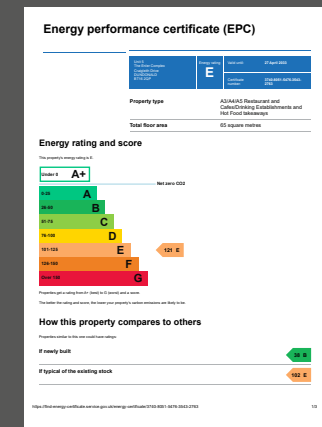 Energy performance certificate (EPC)
Energy rating
E
Valid until:
27 April 2033
Certificate number:
Property type
A3/A4/A5 Restaurant and Cafes/Drinking Establishments and Hot Food takeaways
Total floor area
65 square metres
Energy rating and score
This property's energy rating is E.
Under 0 A+
Net zero CO2
0-25 A
26-50 B
51-75 C
76-100 D
101-125 E
121 E
126-150 F
Over 150 G
Properties get a rating from A+ (best) to G (worst) and a score.
The better the rating and score, the lower your property's carbon emissions are likely to be.
How this property compares to others
Properties similar to this one could have ratings:
If newly built
36 B
If typical of the existing stock
102 E
1/3